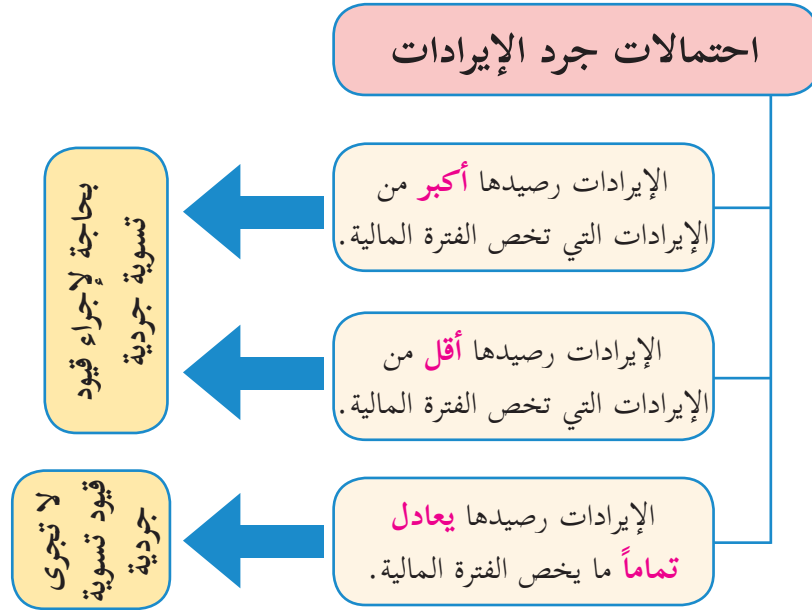 احتمالات جرد الإيرادات
الإيرادات رصيدها أكبر من
الإيرادات التي تخص الفترة المالية.
بحاجة لإجراء قيود
تسوية جردية
الإيرادات رصيدها أقل من
الإيرادات التي تخص الفترة المالية.
الإيرادات رصيدها يعادل
تماماً ما يخص الفترة المالية.
لا تجرى
قيود تسوية
جردية